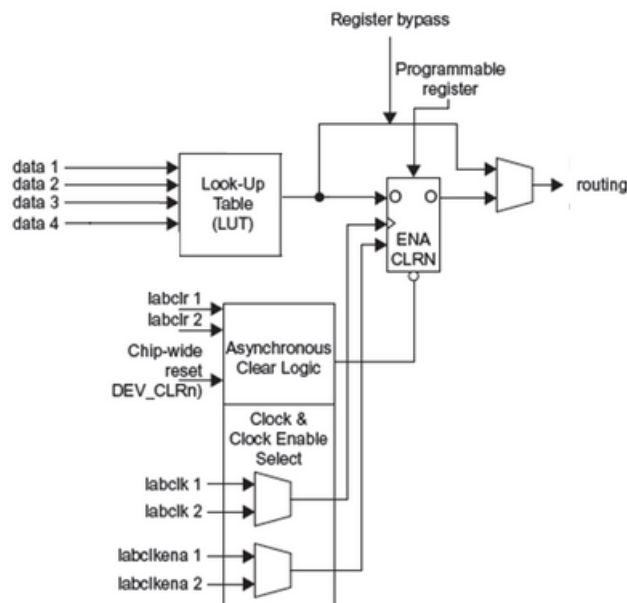 Register bypass
Programmable
register
data 1
data 2
data 3
data 4
Look-Up
Table
(LUT)
routing
O O
ENA
CLRN
labclr 1
labclr 2
Chip-wide
reset
DEV_CLRn)
Asynchronous
Clear Logic
Clock &
Clock Enable
Select
labclk 1
labclk 2
labclkena 1
labclkena 2